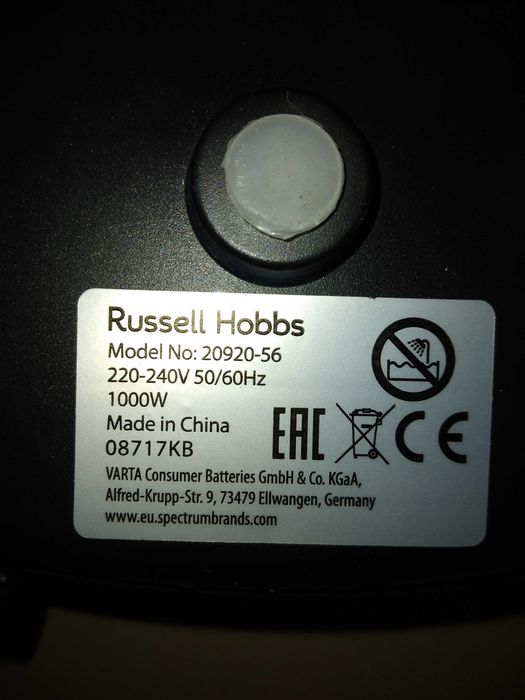 Russell Hobbs
Model No: 20920-56
220-240V 50/60Hz
1000W
Made in China
08717KB
EAC
CE
VARTA Consumer Batteries GmbH & Co. KGaA,
Alfred-Krupp-Str. 9, 73479 Ellwangen, Germany
www.eu.spectrumbrands.com